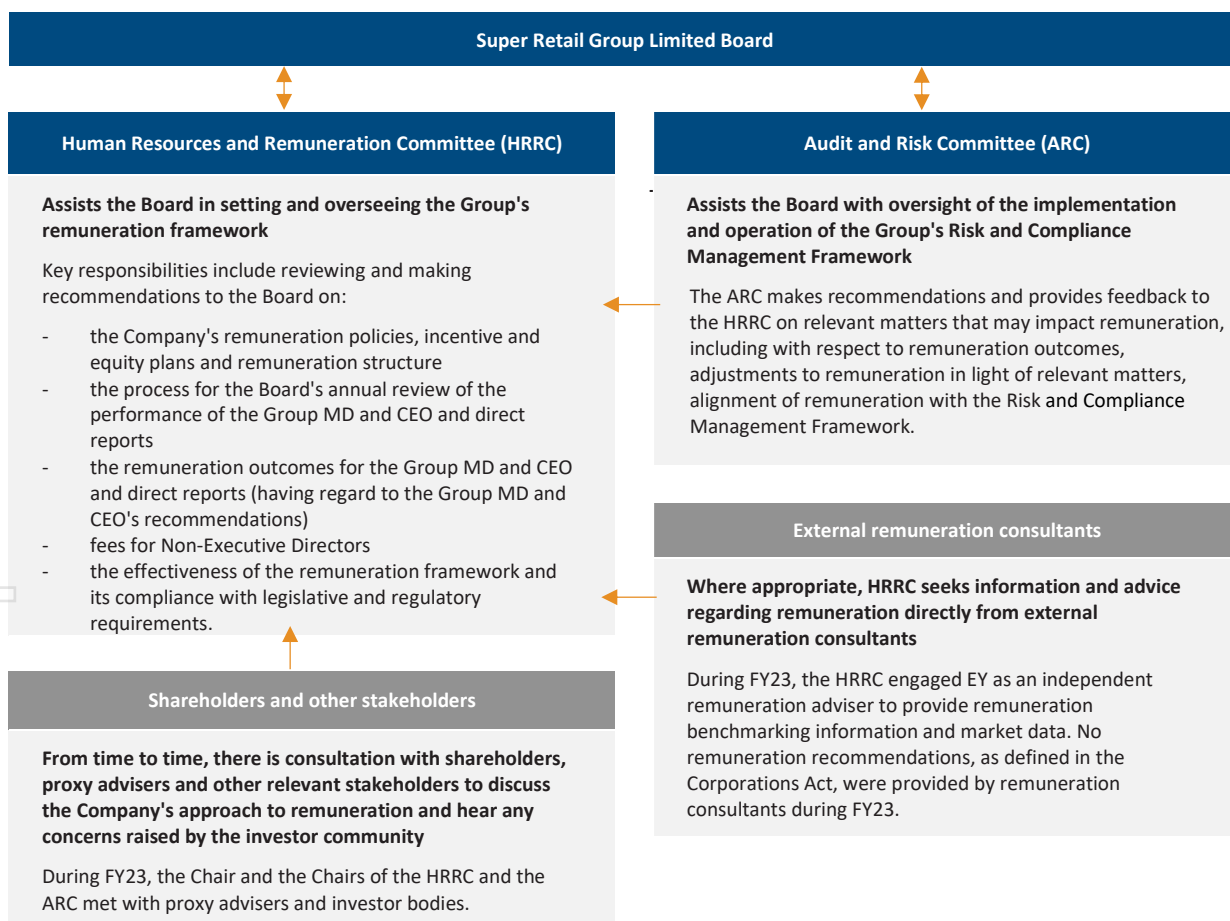 Super Retail Group Limited Board
Human Resources and Remuneration Committee (HRRC)
Assists the Board in setting and overseeing the Group's
remuneration framework
Key responsibilities include reviewing and making
recommendations to the Board on:
- the Company's remuneration policies, incentive and
equity plans and remuneration structure
- the process for the Board's annual review of the
performance of the Group MD and CEO and direct
reports
- the remuneration outcomes for the Group MD and CEO
and direct reports (having regard to the Group MD and
CEO's recommendations)
- fees for Non-Executive Directors
- the effectiveness of the remuneration framework and
its compliance with legislative and regulatory
requirements.
Audit and Risk Committee (ARC)
Assists the Board with oversight of the implementation
and operation of the Group's Risk and Compliance
Management Framework
The ARC makes recommendations and provides feedback to
the HRRC on relevant matters that may impact remuneration,
including with respect to remuneration outcomes,
adjustments to remuneration in light of relevant matters,
alignment of remuneration with the Risk and Compliance
Management Framework.
External remuneration consultants
Where appropriate, HRRC seeks information and advice
regarding remuneration directly from external
remuneration consultants
During FY23, the HRRC engaged EY as an independent
remuneration adviser to provide remuneration
benchmarking information and market data. No
remuneration recommendations, as defined in the
Corporations Act, were provided by remuneration
consultants during FY23.
Shareholders and other stakeholders
From time to time, there is consultation with shareholders,
proxy advisers and other relevant stakeholders to discuss
the Company's approach to remuneration and hear any
concerns raised by the investor community
During FY23, the Chair and the Chairs of the HRRC and the
ARC met with proxy advisers and investor bodies.